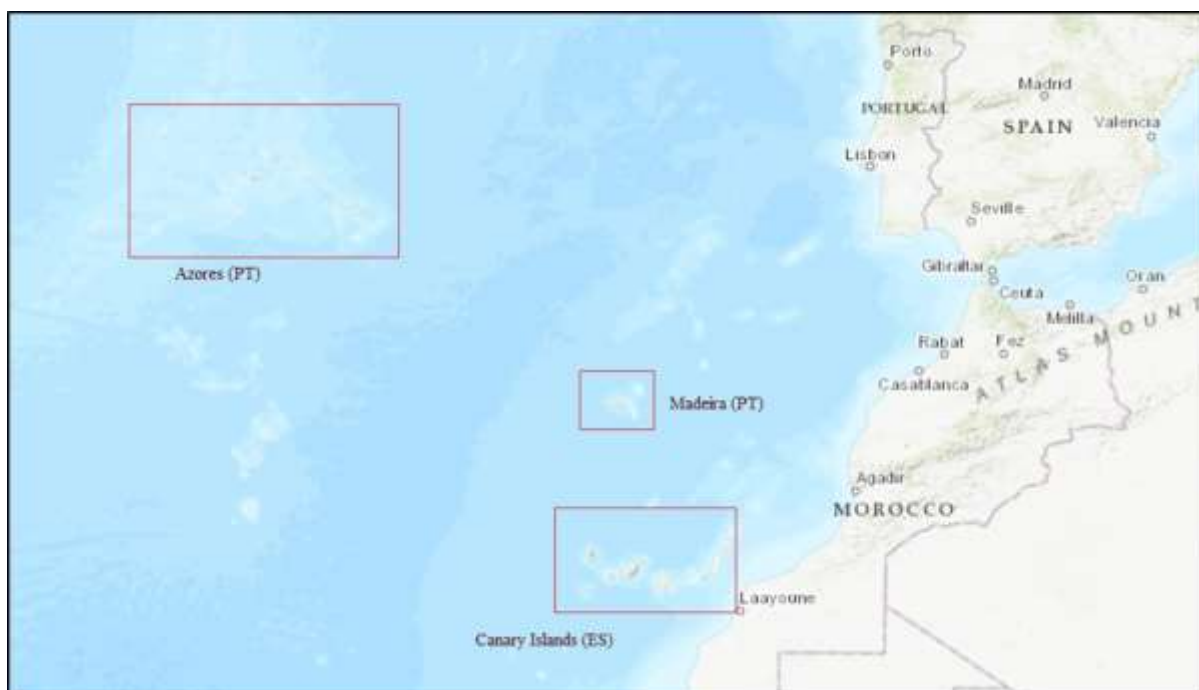 Porto
Madrid
PORTUGAL
SPAIN
Valencia
Lisbon
Seville
Azores (PT)
Gibraltar
Oran
Ceuta
Melilla
Rabat
Fez
ATLAS MOUNT
Casablanca
Madeira (PT)
Agadir
MOROCCO
Laayoune
Canary Islands (ES)